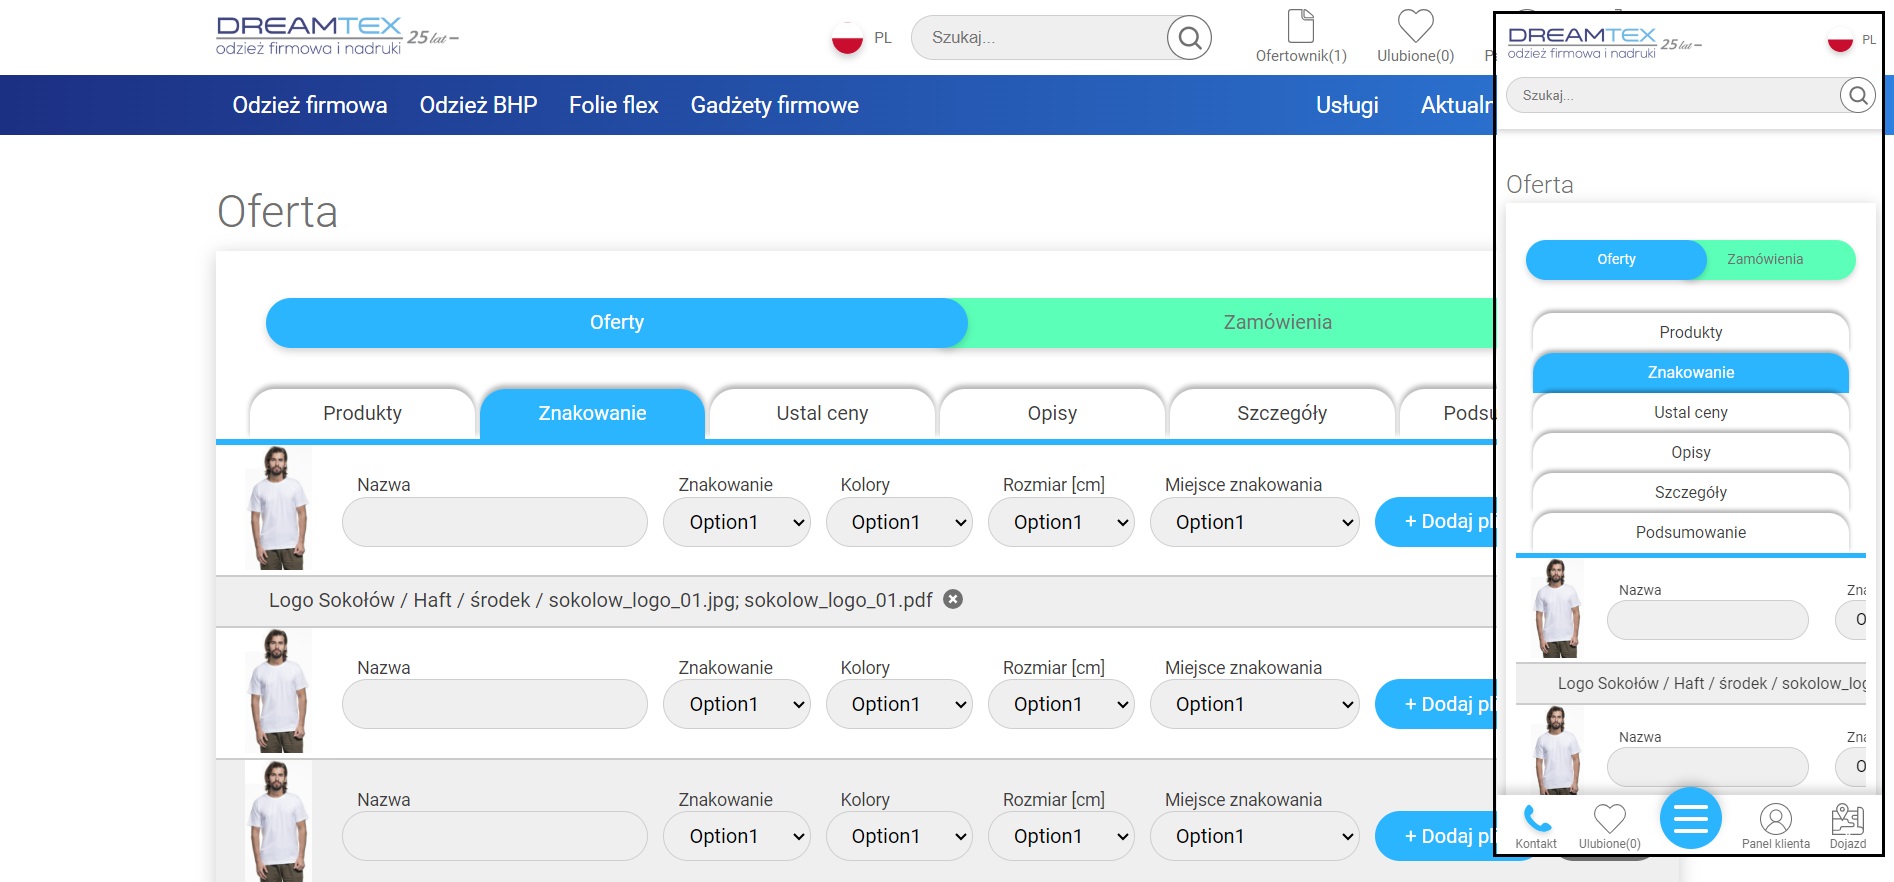 DREAMTEX 25 lat
odzież firmowa i nadruki
PL
Szukaj...
Ofertownik(1)
Ulubione(0)
Odzież firmowa
Odzież BHP
Folie flex
Gadżety firmowe
Usługi
Aktualn
Oferta
Oferty
Zamówienia
Produkty
Znakowanie
Ustal ceny
Opisy
Szczegóły
Pods
Nazwa
Znakowanie
Kolory
Rozmiar [cm]
Miejsce znakowania
Option1
Option1
Option1
Option1
+ Dodaj pli
Logo Sokołów / Haft / środek / sokolow_logo_01.jpg; sokolow_logo_01.pdf
Nazwa
Znakowanie
Kolory
Rozmiar [cm]
Miejsce znakowania
Option1
Option1
Option1
Option1
+ Dodaj pli
Nazwa
Znakowanie
Kolory
Rozmiar [cm]
Miejsce znakowania
Option1
Option1
Option1
Option1
+ Dodaj pli
DREAMTEX 25 lat
odzież firmowa i nadruki
PL
Szukaj...
Oferta
Oferty
Zamówienia
Produkty
Znakowanie
Ustal ceny
Opisy
Szczegóły
Podsumowanie
Nazwa
Zna
O
Logo Sokołów / Haft / środek / sokolow_log
Nazwa
Zna
O
Kontakt
Ulubione(0)
Panel klienta
Dojazd